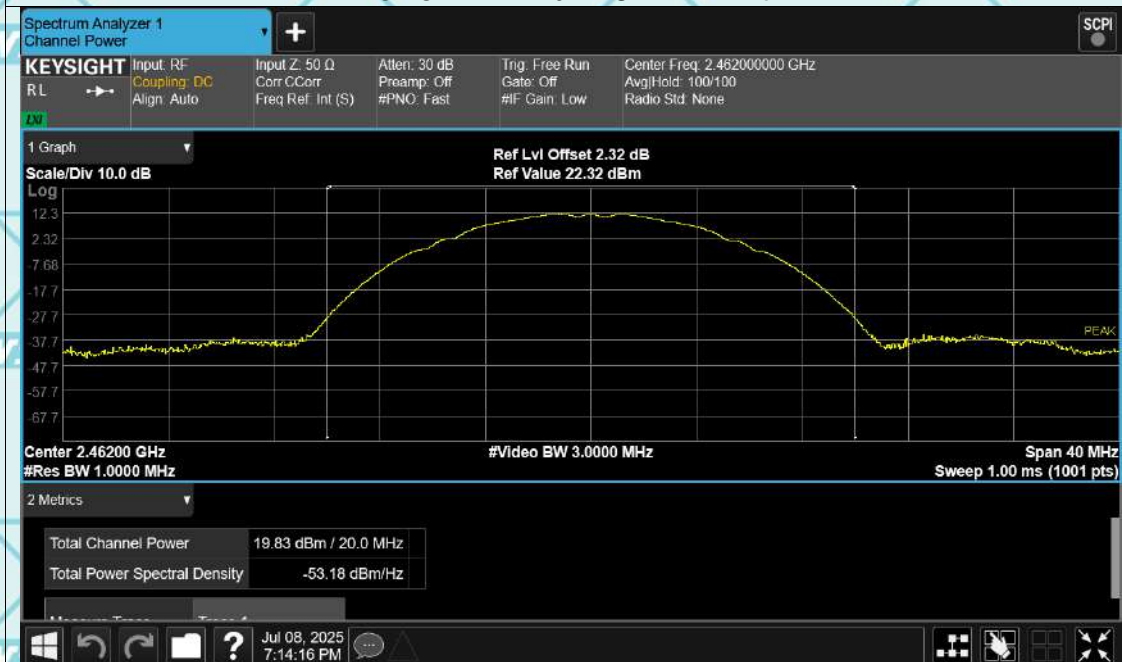 Spectrum Analyzer 1
Channel Power
+
SCPI
KEYSIGHT
RL
LXI
Input: RF
Coupling: DC
Align: Auto
Input Z: 50 Ω
Corr CCorr
Freq Ref: Int (S)
Atten: 30 dB
Preamp: Off
#PNO: Fast
Trig: Free Run
Gate: Off
#IF Gain: Low
Center Freq: 2.462000000 GHz
Avg|Hold: 100/100
Radio Std: None
1 Graph
Scale/Div 10.0 dB
Ref Lvl Offset 2.32 dB
Ref Value 22.32 dBm
Log
12.3
2.32
-7.68
-17.7
-27.7
-37.7
-47.7
-57.7
-67.7
PEAK
Center 2.46200 GHz
#Video BW 3.0000 MHz
Span 40 MHz
#Res BW 1.0000 MHz
Sweep 1.00 ms (1001 pts)
2 Metrics
Total Channel Power 19.83 dBm / 20.0 MHz
Total Power Spectral Density -53.18 dBm/Hz
?
Jul 08, 2025
7:14:16 PM